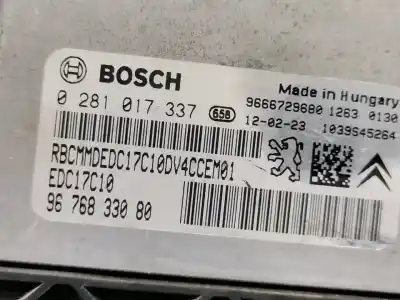 BOSCH
Made in Hungary
0 281 017 337 658
9666729680 1263 0130
12-02-23 1039S45264
RBCMMDEDC17C10DV4CCEM01
EDC17C10
96 768 330 80